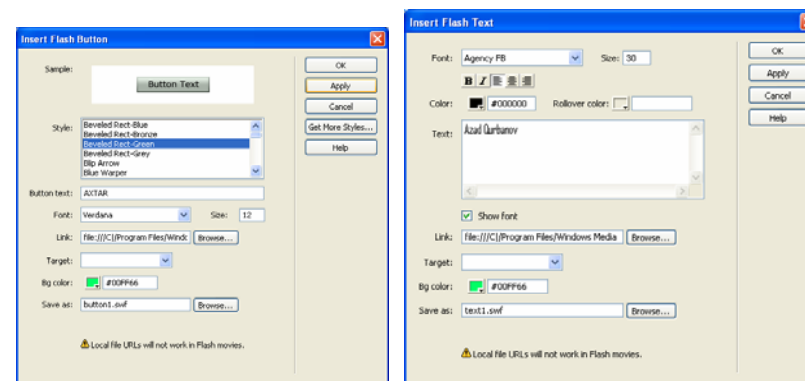 Insert Flash Button
Sample:
Button Text
Style:
Beveled Rect-Blue
Beveled Rect-Bronze
Beveled Rect-Green
Beveled Rect-Grey
Blip Arrow
Blue Warper
Button text: AXTAR
Font: Verdana Size: 12
Link: file:///C|/Program Files/Windo Browse...
Target:
Bg color: #00FF66
Save as: button1.swf Browse...
Local file URLs will not work in Flash movies.
OK
Apply
Cancel
Get More Styles...
Help
Insert Flash Text
Font: Agency FB Size: 30
B I
Color: #000000 Rollover color:
Text: Azad Qurbanov
Show font
Link: file:///C|/Program Files/Windows Media Browse...
Target:
Bg color: #00FF66
Save as: text1.swf Browse...
Local file URLs will not work in Flash movies.
OK
Apply
Cancel
Help